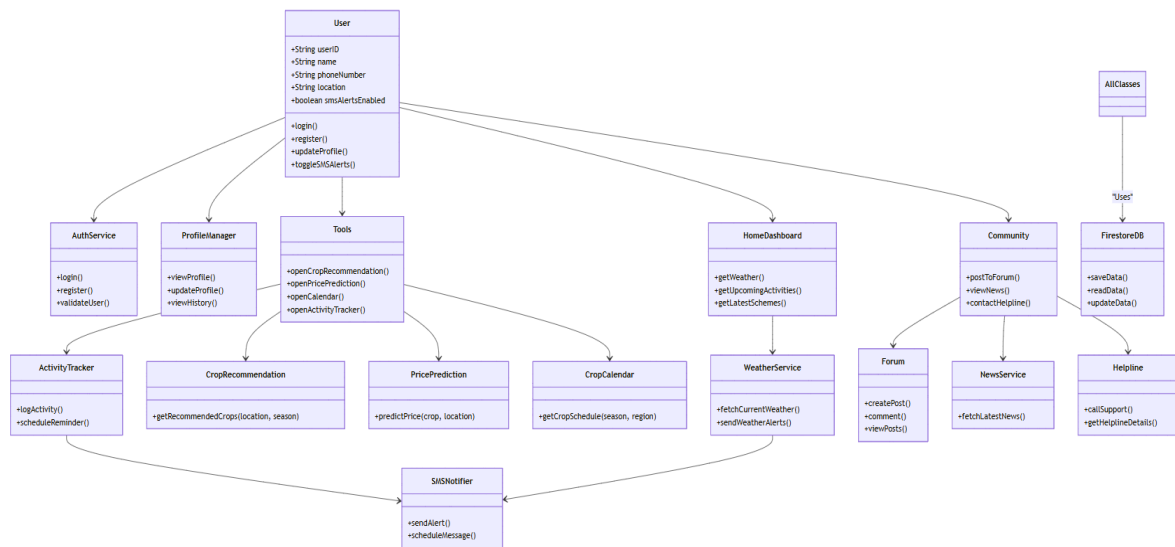 User
+String userID
+String name
+String phoneNumber
+String location
+boolean smsAlertsEnabled
+login()
+register()
+updateProfile()
+toggleSMSAlerts()
AllClasses
"Uses"
AuthService
+login()
+register()
+validateUser()
ProfileManager
+viewProfile()
+updateProfile()
+viewHistory()
Tools
+openCropRecommendation()
+openPricePrediction()
+openCalendar()
+openActivityTracker()
HomeDashboard
+getWeather()
+getUpcomingActivities()
+getLatestSchemes()
Community
+postToForum()
+viewNews()
+contactHelpline()
FirestoreDB
+saveData()
+readData()
+updateData()
ActivityTracker
+logActivity()
+scheduleReminder()
CropRecommendation
+getRecommendedCrops(location, season)
PricePrediction
+predictPrice(crop, location)
CropCalendar
+getCropSchedule(season, region)
WeatherService
+fetchCurrentWeather()
+sendWeatherAlerts()
Forum
+createPost()
+comment()
+viewPosts()
NewsService
+fetchLatestNews()
Helpline
+callSupport()
+getHelplineDetails()
SMSNotifier
+sendAlert()
+scheduleMessage()